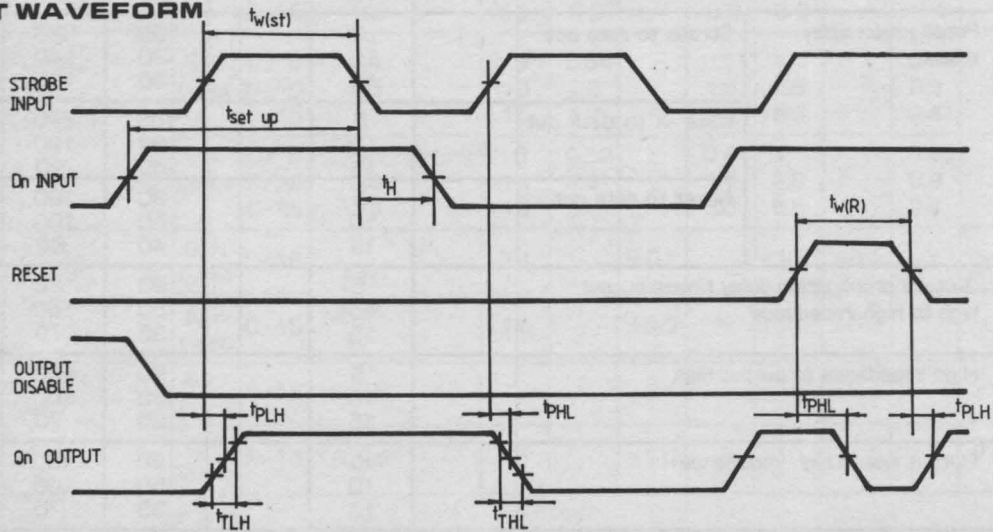 T WAVEFORM
tw(st)
STROBE
INPUT
tset up
Dn INPUT
tH
tw(R)
RESET
OUTPUT
DISABLE
tPLH
tPHL
tPHL
tPLH
Qn OUTPUT
tTLH
tTHL